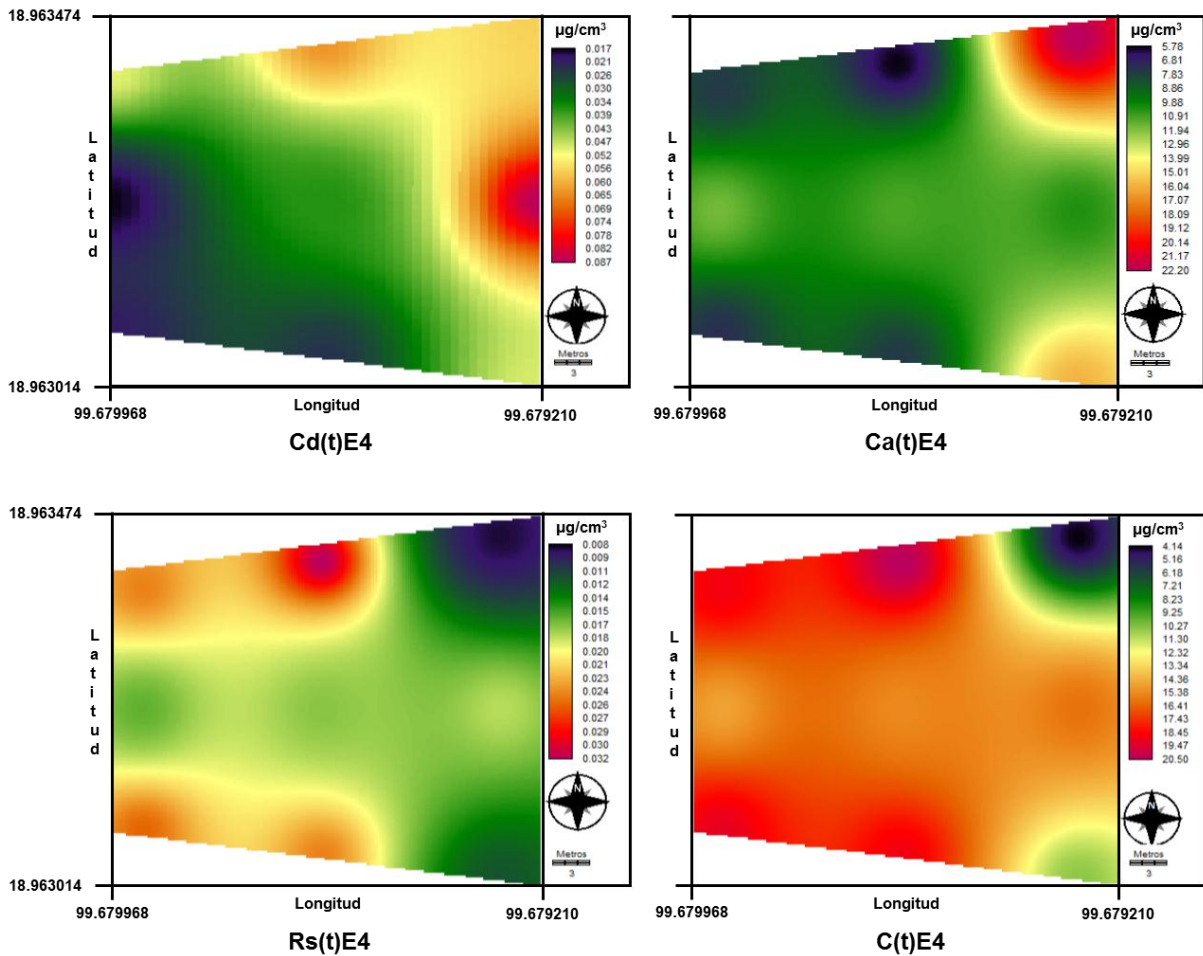 18.963474
µg/cm³
0.017
0.021
0.026
0.030
0.034
0.039
0.043
0.047
0.052
0.056
0.060
0.065
0.069
0.074
0.078
0.082
0.087
L
a
t
i
t
u
d
N
Metros
3
18.963014
99.679968
Longitud
99.679210
Cd(t)E4
µg/cm³
5.78
6.81
7.83
8.86
9.88
10.91
11.94
12.96
13.99
15.01
16.04
17.07
18.09
19.12
20.14
21.17
22.20
L
a
t
i
t
u
d
N
Metros
3
99.679968
Longitud
99.679210
Ca(t)E4
18.963474
µg/cm³
0.008
0.009
0.011
0.012
0.014
0.015
0.017
0.018
0.020
0.021
0.023
0.024
0.026
0.027
0.029
0.030
0.032
L
a
t
i
t
u
d
N
Metros
3
18.963014
99.679968
Longitud
99.679210
Rs(t)E4
µg/cm³
4.14
5.16
6.18
7.21
8.23
9.25
10.27
11.30
12.32
13.34
14.36
15.38
16.41
17.43
18.45
19.47
20.50
L
a
t
i
t
u
d
N
Metros
3
99.679968
Longitud
99.679210
C(t)E4